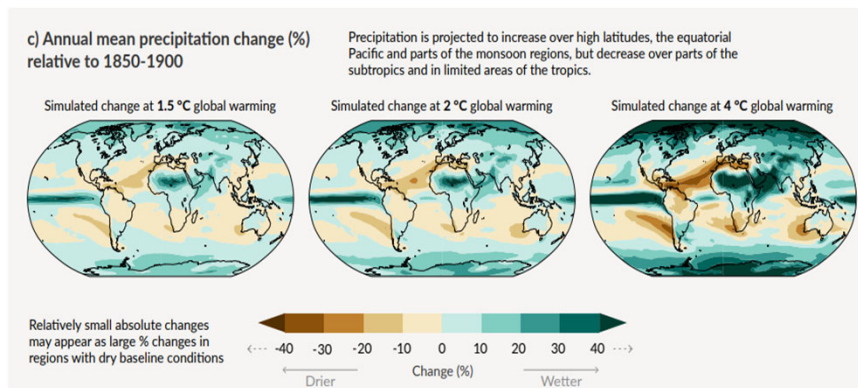 c) Annual mean precipitation change (%)
relative to 1850-1900
Precipitation is projected to increase over high latitudes, the equatorial
Pacific and parts of the monsoon regions, but decrease over parts of the
subtropics and in limited areas of the tropics.
Simulated change at 1.5 °C global warming
Simulated change at 2 °C global warming
Simulated change at 4 °C global warming
Relatively small absolute changes
may appear as large % changes in
regions with dry baseline conditions
-40 -30 -20 -10 0 10 20 30 40
Change (%)
Drier
Wetter